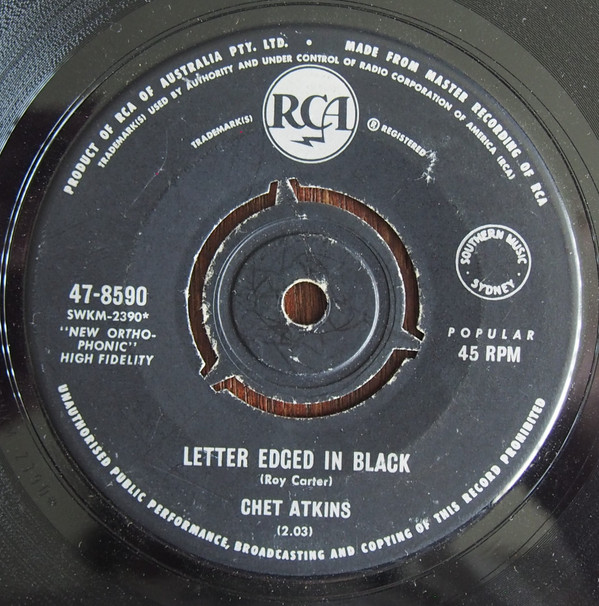 PRODUCT OF RCA OF AUSTRALIA PTY. LTD. • MADE FROM MASTER RECORDING OF RCA
TRADEMARK(S) USED BY AUTHORITY AND UNDER CONTROL OF RADIO CORPORATION OF AMERICA (RCA)
RCA
TRADEMARK(S) ® REGISTERED
SOUTHERN MUSIC • SYDNEY •
47-8590
SWKM-2390*
"NEW ORTHO-
PHONIC"
HIGH FIDELITY
POPULAR
45 RPM
LETTER EDGED IN BLACK
(Roy Carter)
CHET ATKINS
(2.03)
UNAUTHORISED PUBLIC PERFORMANCE, BROADCASTING AND COPYING OF THIS RECORD PROHIBITED